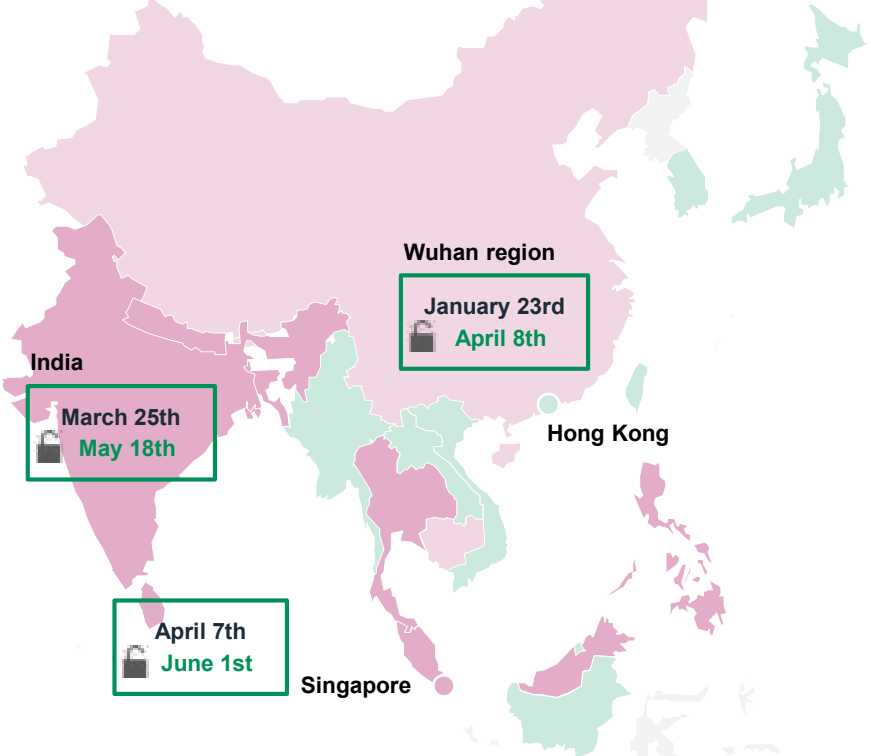 Wuhan region
January 23rd
April 8th
India
March 25th
May 18th
Hong Kong
April 7th
June 1st
Singapore